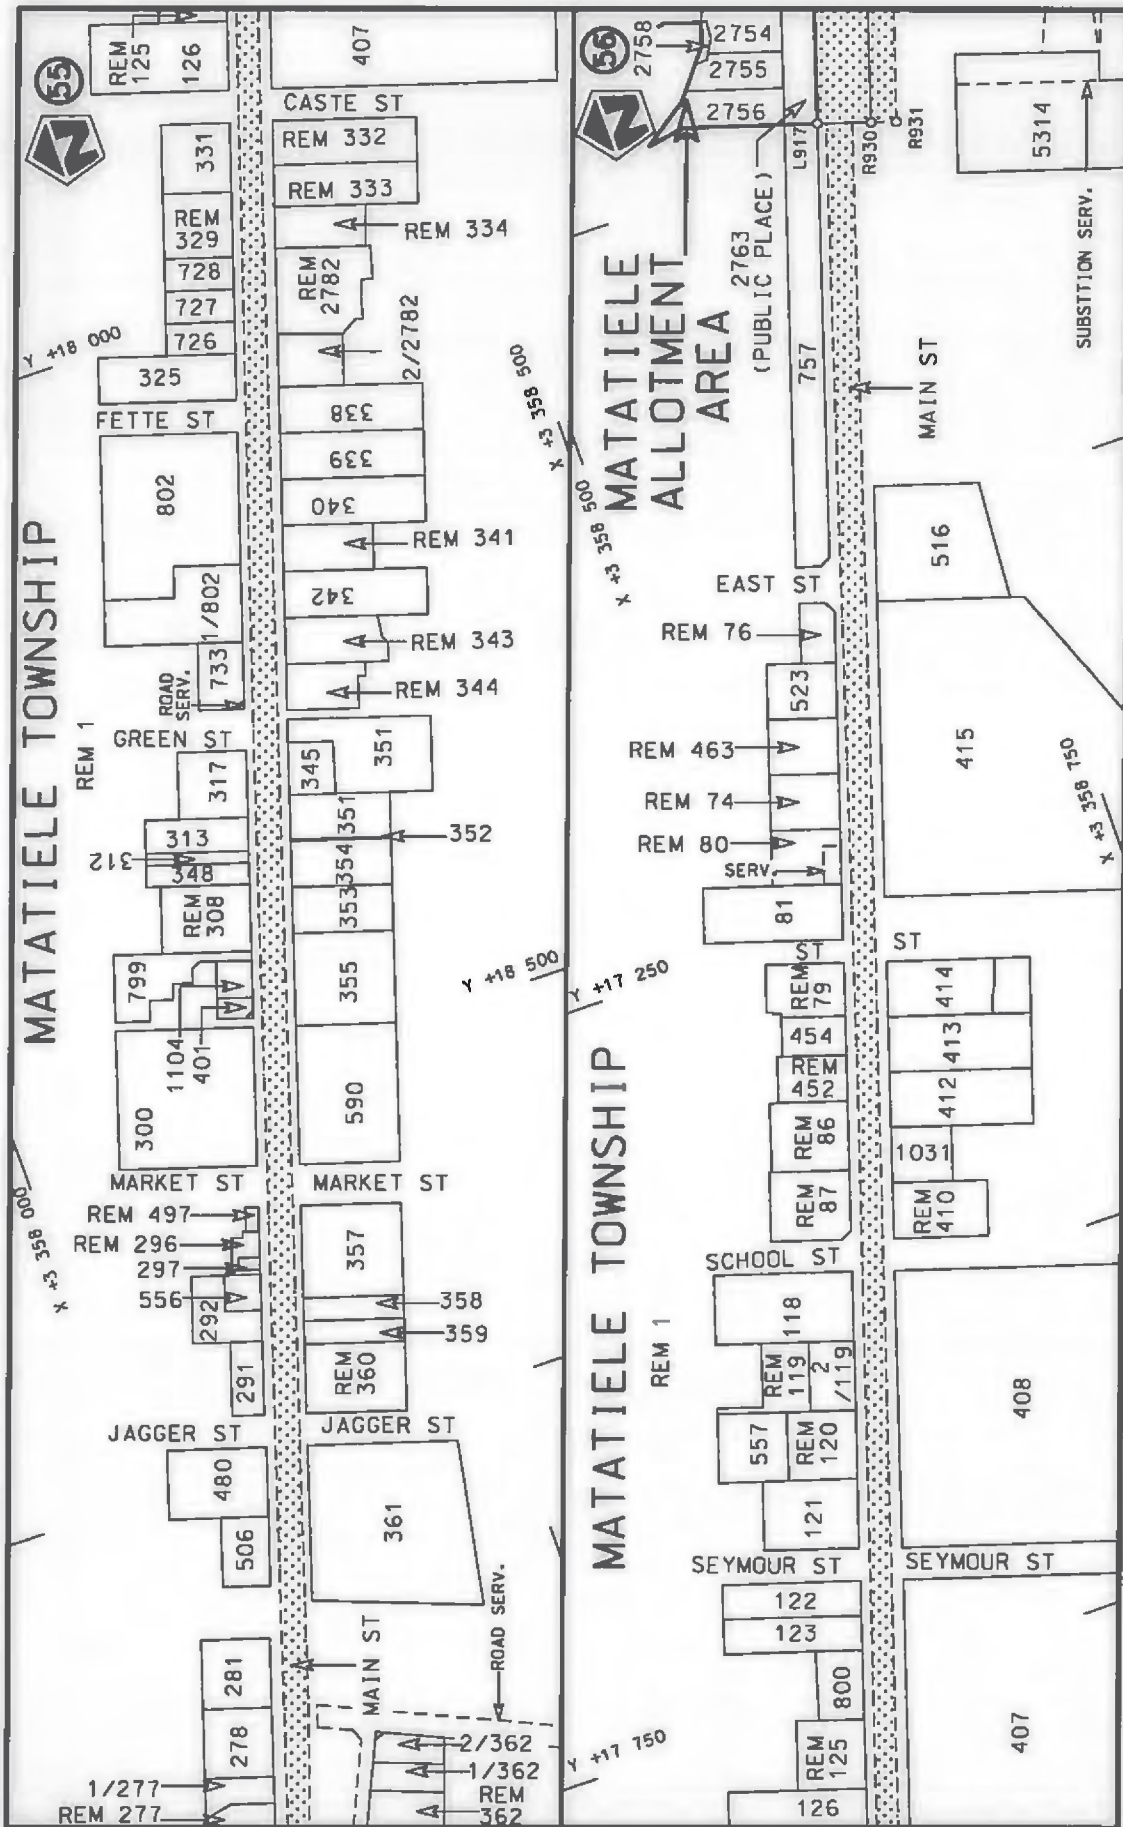 55
REM
125
126
407
CASTE ST
331
REM 332
REM 333
REM
329
REM 334
728
REM
2782
727
726
2/2782
Y +18 000
325
338
FETTE ST
339
X +3 358 500
802
340
REM 341
342
1/802
REM 343
733
ROAD
SERV.
REM 344
MATATIELE TOWNSHIP
REM 1
GREEN ST
317
345
351
313
351
352
312
348
354
REM
308
353
799
355
Y +18 500
1104
401
300
590
MARKET ST
MARKET ST
X +3 358 000
REM 497
REM 296
297
357
556
358
292
359
291
REM
360
JAGGER ST
JAGGER ST
480
361
506
ROAD SERV.
281
MAIN ST
278
2/362
1/277
1/362
REM 277
REM
362
56
2758
2754
2755
2756
L917
R930
R931
5314
2763
(PUBLIC PLACE)
SUBSTTION SERV.
MATATIELE
ALLOTMENT
AREA
757
MAIN ST
X +3 358 500
516
EAST ST
REM 76
523
REM 463
415
REM 74
X +3 358 750
REM 80
SERV.
81
ST
ST
Y +17 250
REM
79
414
454
413
REM
452
412
REM
86
1031
REM
87
REM
410
MATATIELE TOWNSHIP
REM 1
SCHOOL ST
118
REM
119
2
/119
408
557
REM
120
121
SEYMOUR ST
SEYMOUR ST
122
123
800
407
Y +17 750
REM
125
126